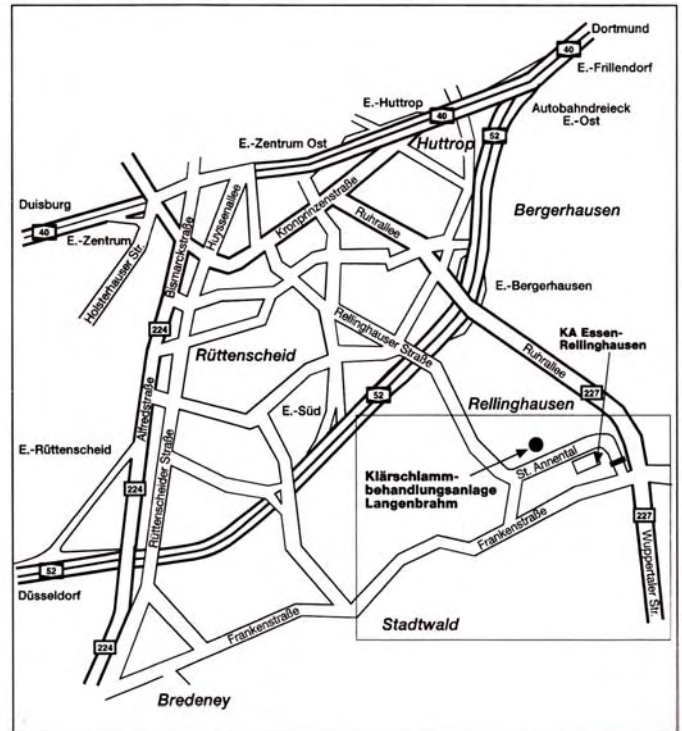 Dortmund
40
E.-Frillendorf
E.-Huttrop
40
Autobahndreieck
E.-Ost
52
E.-Zentrum Ost
Huttrop
Duisburg
40
E.-Zentrum
Holsterhauser Str.
Bismarckstraße
Huyssenallee
Kronprinzenstraße
Ruhrallee
Bergerhausen
E.-Bergerhausen
224
Rüttenscheid
Rellinghauser Straße
KA Essen-
Rellinghausen
Ruhrallee
52
227
Rellinghausen
E.-Süd
Alfredstraße
E.-Rüttenscheid
Rüttenscheider Straße
224
Klärschlamm-
behandlungsanlage
Langenbrahm
St. Annental
Frankenstraße
227
Wuppertaler Str.
52
Düsseldorf
224
Frankenstraße
Stadtwald
Bredeney